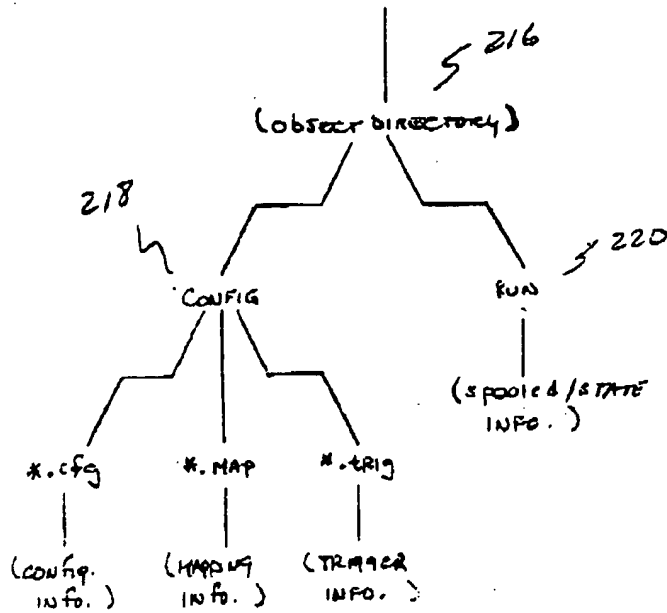 216
(OBJECT DIRECTORY)
218
220
CONFIG
RUN
(spooled/STATE
INFO.)
*.cfg
*.MAP
*.tRIg
(CONFIG.
INFO.)
(MAPPING
INFO.)
(TRIGGER
INFO.)